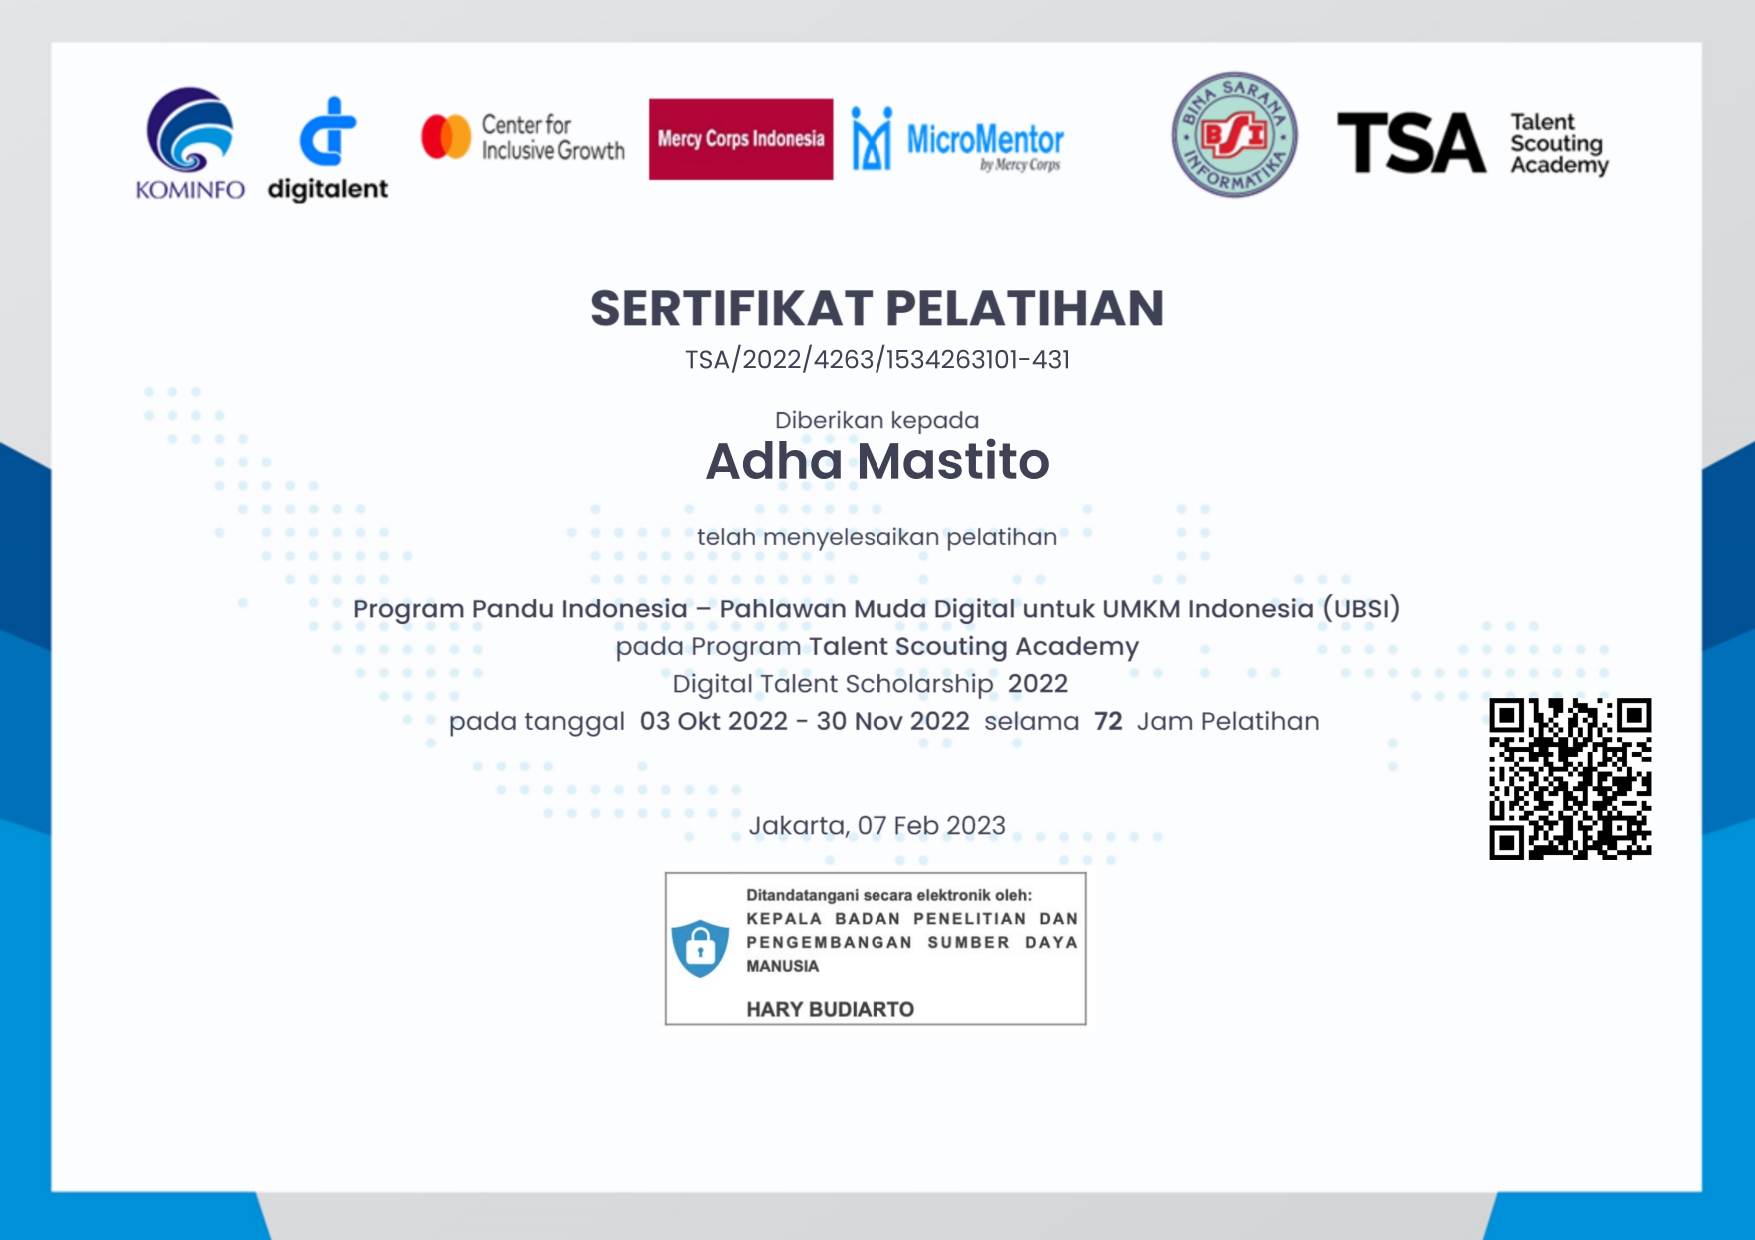 KOMINFO
digitalent
Center for
Inclusive Growth
Mercy Corps Indonesia
MicroMentor
by Mercy Corps
BINA SARANA
BSI
INFORMATIKA
TSA
Talent
Scouting
Academy
SERTIFIKAT PELATIHAN
TSA/2022/4263/1534263101-431
Diberikan kepada
Adha Mastito
telah menyelesaikan pelatihan
Program Pandu Indonesia – Pahlawan Muda Digital untuk UMKM Indonesia (UBSI)
pada Program Talent Scouting Academy
Digital Talent Scholarship 2022
pada tanggal 03 Okt 2022 - 30 Nov 2022 selama 72 Jam Pelatihan
Jakarta, 07 Feb 2023
Ditandatangani secara elektronik oleh:
KEPALA BADAN PENELITIAN DAN
PENGEMBANGAN SUMBER DAYA
MANUSIA
HARY BUDIARTO